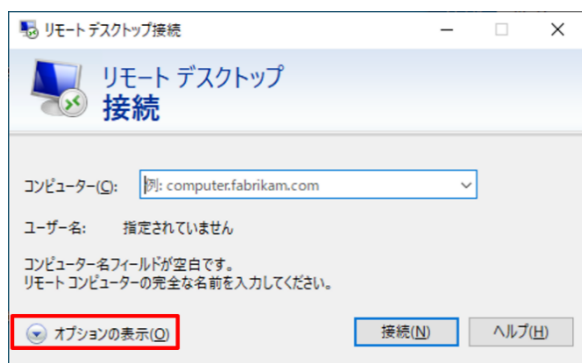 リモート デスクトップ接続
リモート デスクトップ
接続
コンピューター(C): 例: computer.fabrikam.com
ユーザー名: 指定されていません
コンピューター名フィールドが空白です。
リモート コンピューターの完全な名前を入力してください。
オプションの表示(O) 接続(N) ヘルプ(H)